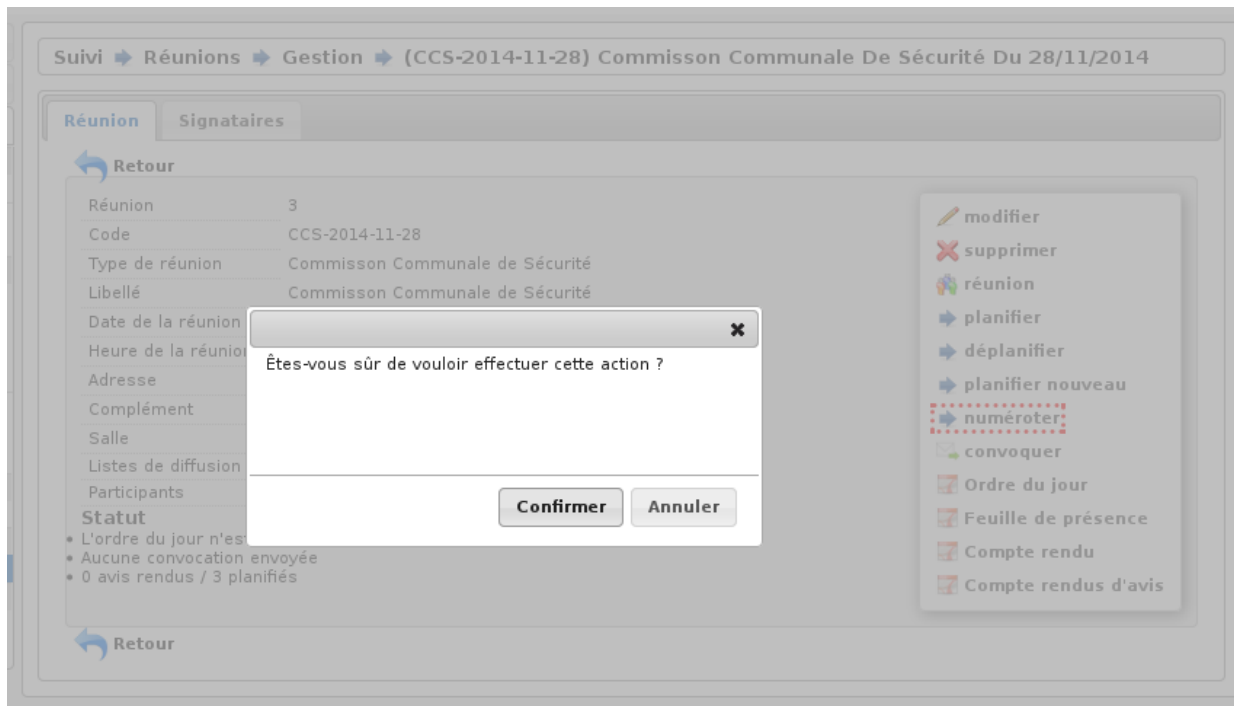 Suivi Réunions Gestion (CCS-2014-11-28) Commisson Communale De Sécurité Du 28/11/2014
Réunion Signataires
Retour
Réunion 3
Code CCS-2014-11-28
Type de réunion Commisson Communale de Sécurité
Libellé Commisson Communale de Sécurité
Date de la réunion
Heure de la
Adresse
Complément
Salle
Listes de diffusion
Participants
Statut
L'ordre du jour
Aucune convocation envoyée
0 avis rendus / 3 planifiés
Êtes-vous sûr de vouloir effectuer cette action ?
Confirmer Annuler
modifier
supprimer
réunion
planifier
déplanifier
planifier nouveau
numéroter
convoquer
Ordre du jour
Feuille de présence
Compte rendu
Compte rendus d'avis
Retour